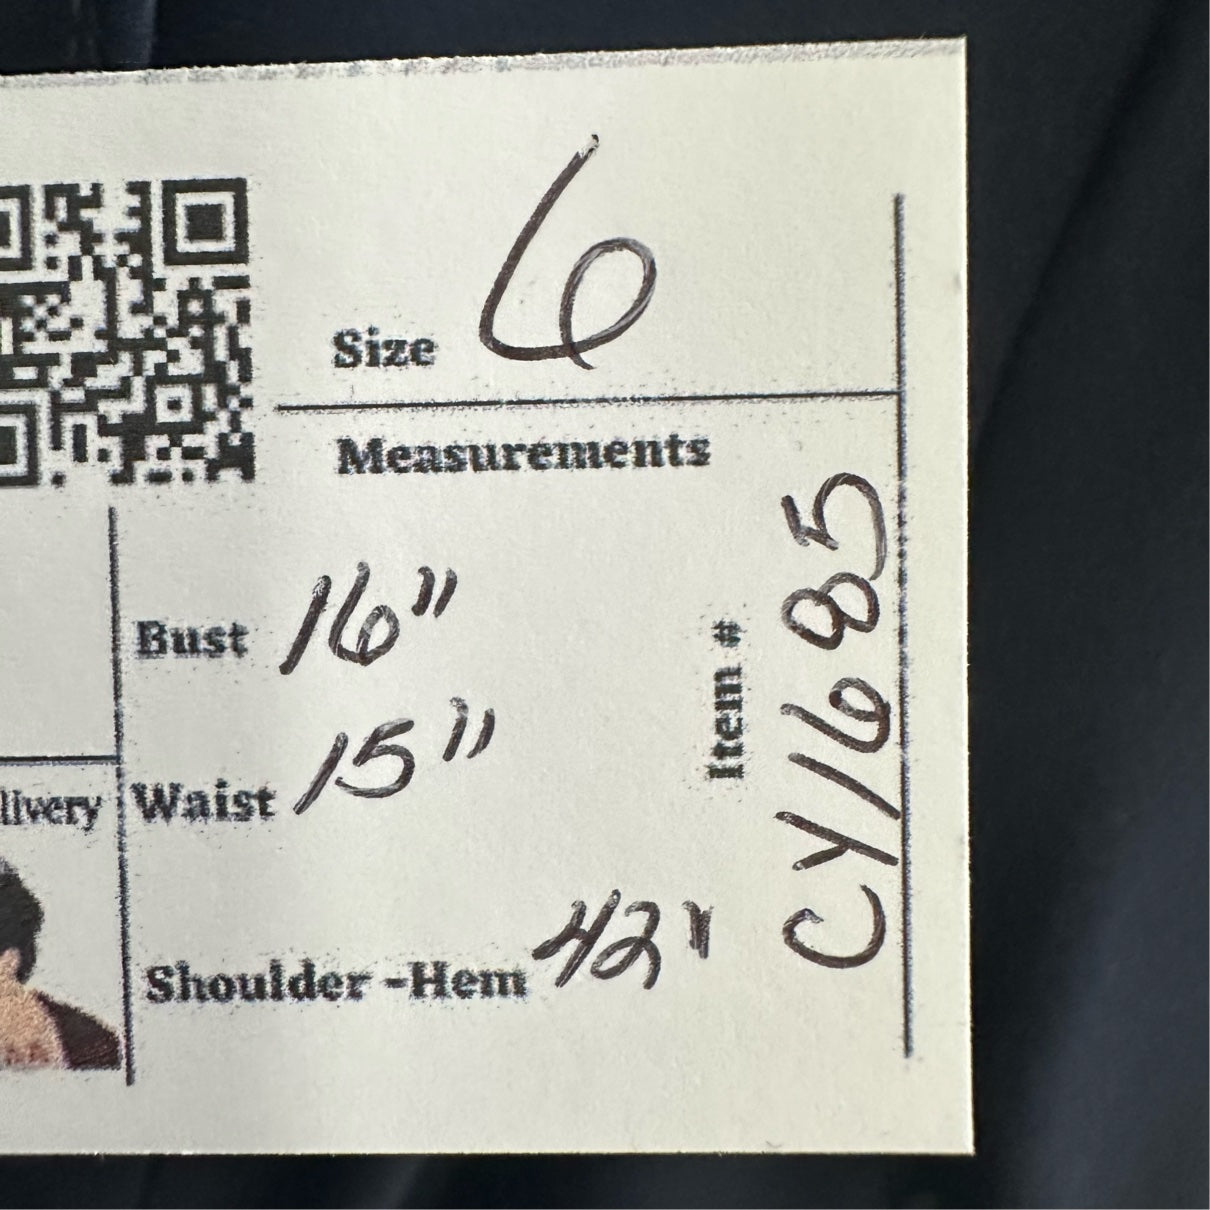 Size 6
Measurements
Bust 16"
Waist 15"
Shoulder -Hem 42"
Item #
CY1685
livery